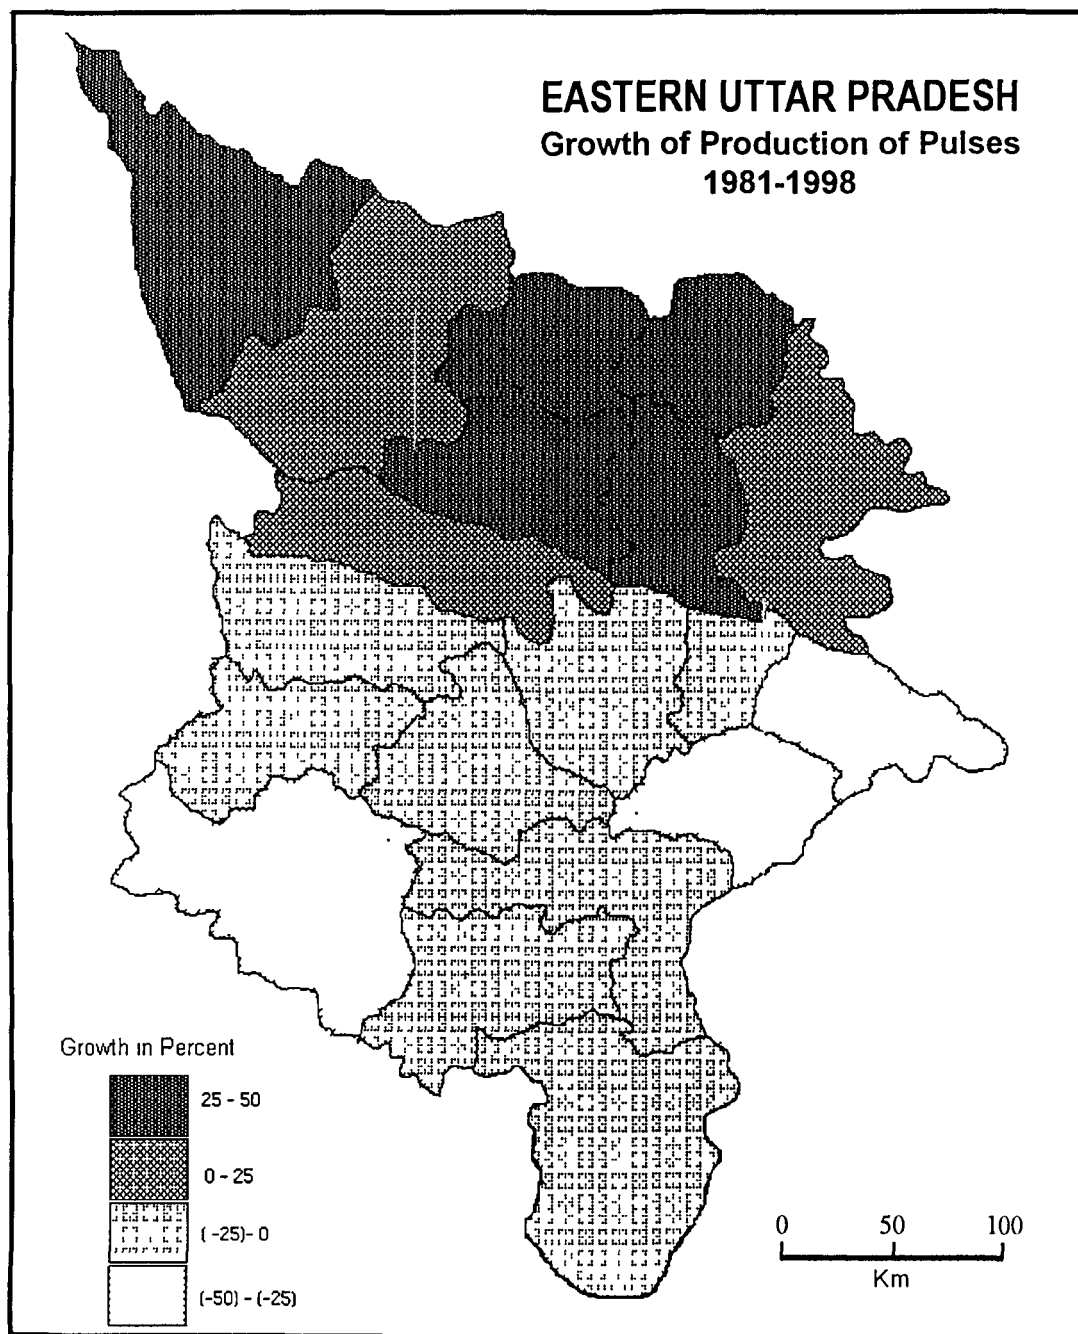 EASTERN UTTAR PRADESH
Growth of Production of Pulses
1981-1998
Growth in Percent
25 - 50
0 - 25
(-25)- 0
(-50) - (-25)
0 50 100
Km